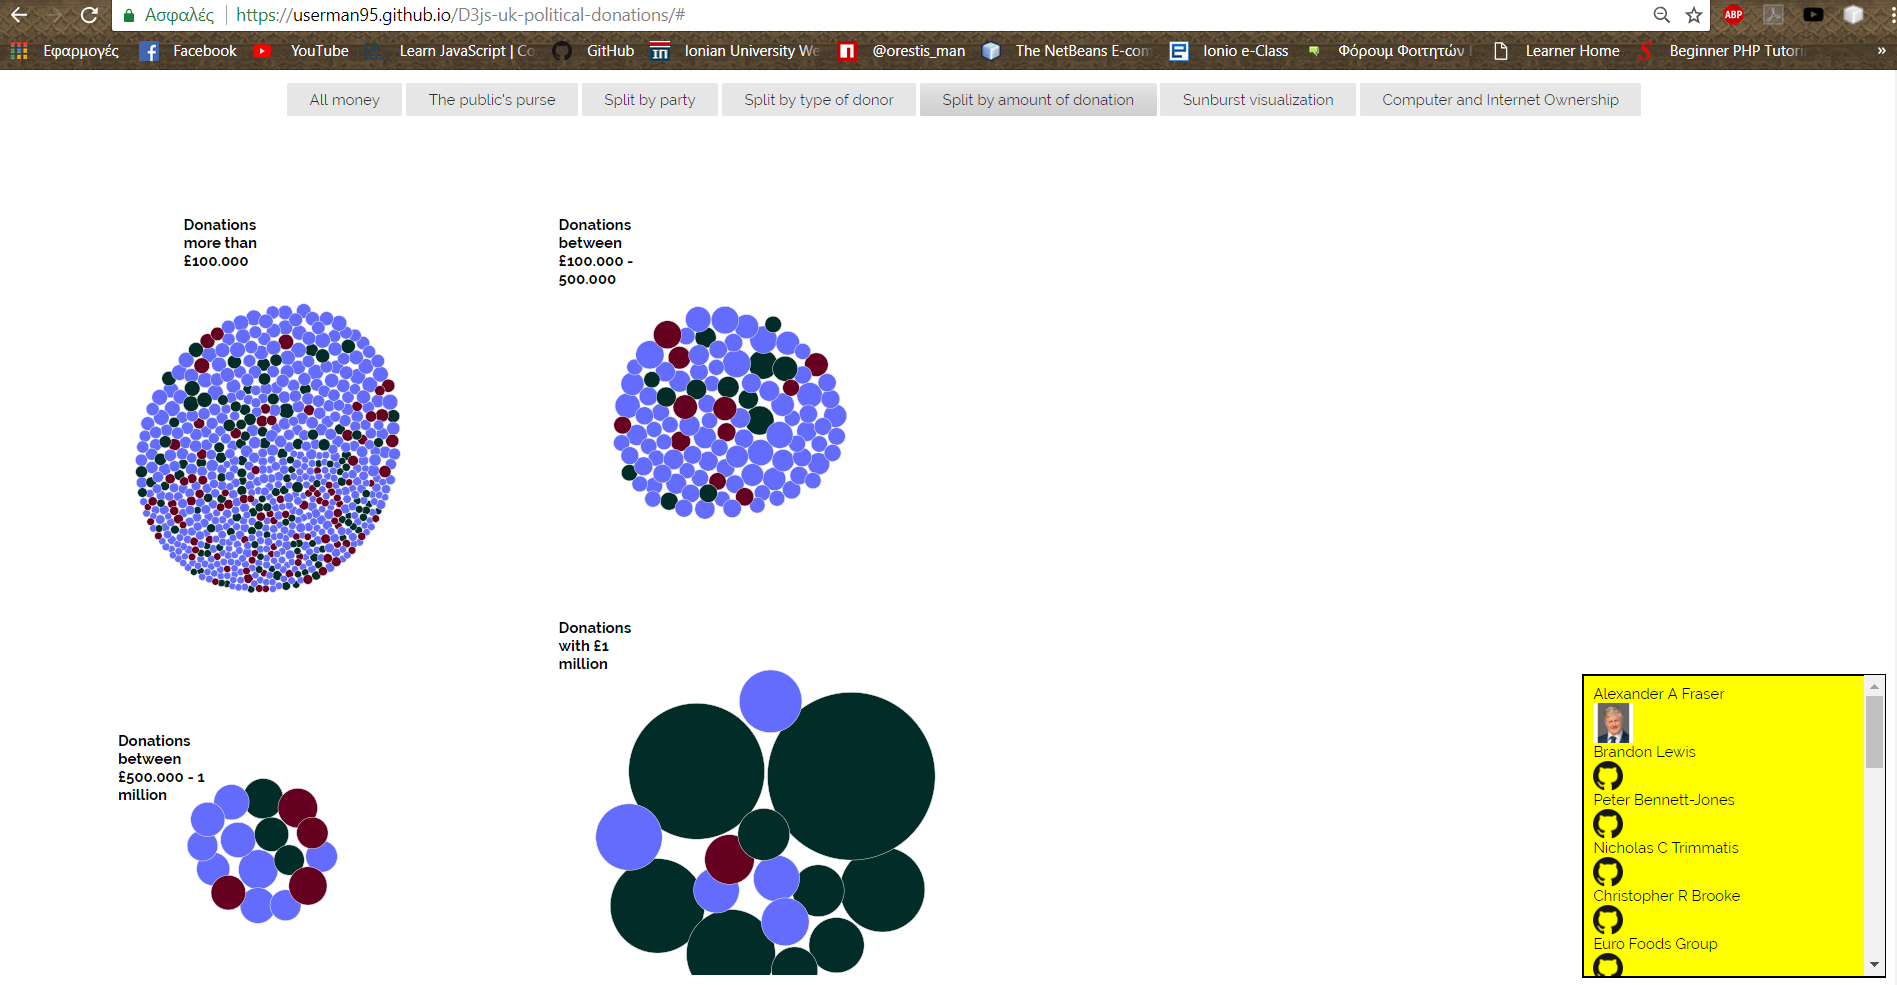 Ασφαλές https://userman95.github.io/D3js-uk-political-donations/#
ABP
Εφαρμογές Facebook YouTube Learn JavaScript | Co GitHub Ionian University We @orestis_man The NetBeans E-com Ionio e-Class Φόρουμ Φοιτητών Learner Home Beginner PHP Tutori »
All money The public's purse Split by party Split by type of donor Split by amount of donation Sunburst visualization Computer and Internet Ownership
Donations
more than
£100.000
Donations
between
£100.000 -
500.000
Donations
between
£500.000 - 1
million
Donations
with £1
million
Alexander A Fraser
Brandon Lewis
Peter Bennett-Jones
Nicholas C Trimmatis
Christopher R Brooke
Euro Foods Group